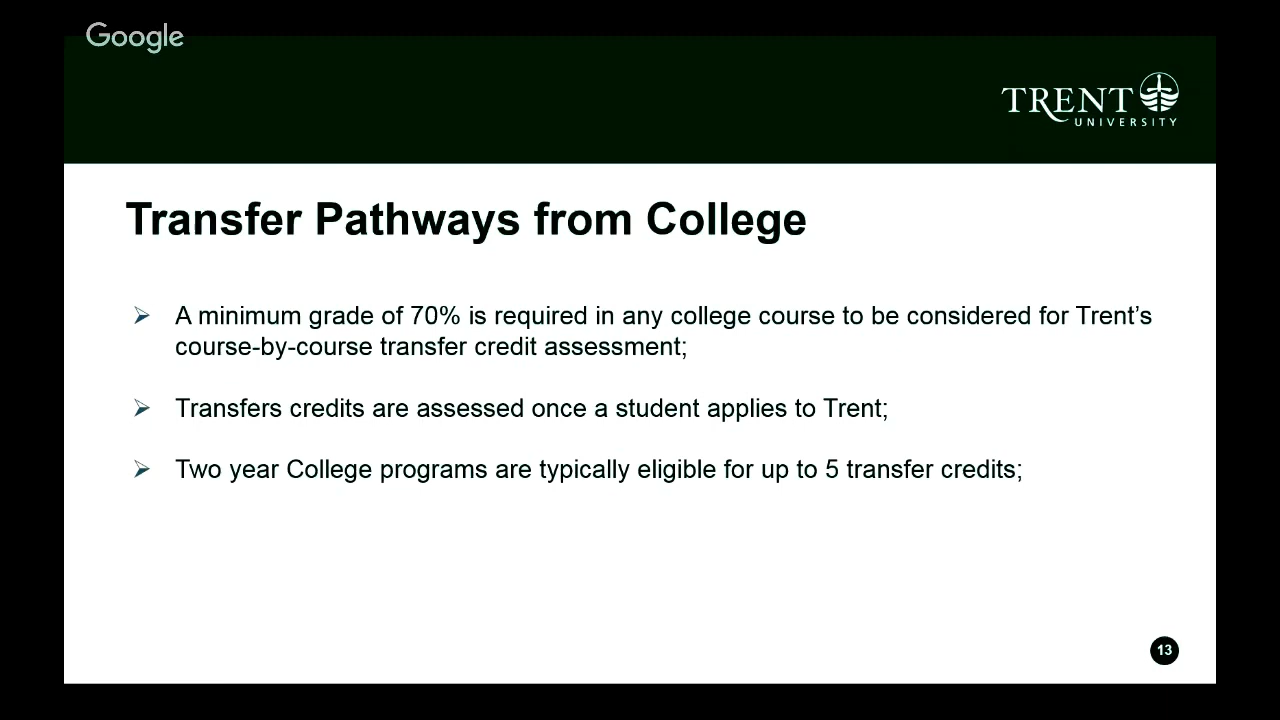 Google
TRENT
UNIVERSITY
Transfer Pathways from College
A minimum grade of 70% is required in any college course to be considered for Trent’s
course-by-course transfer credit assessment;
Transfers credits are assessed once a student applies to Trent;
Two year College programs are typically eligible for up to 5 transfer credits;
13